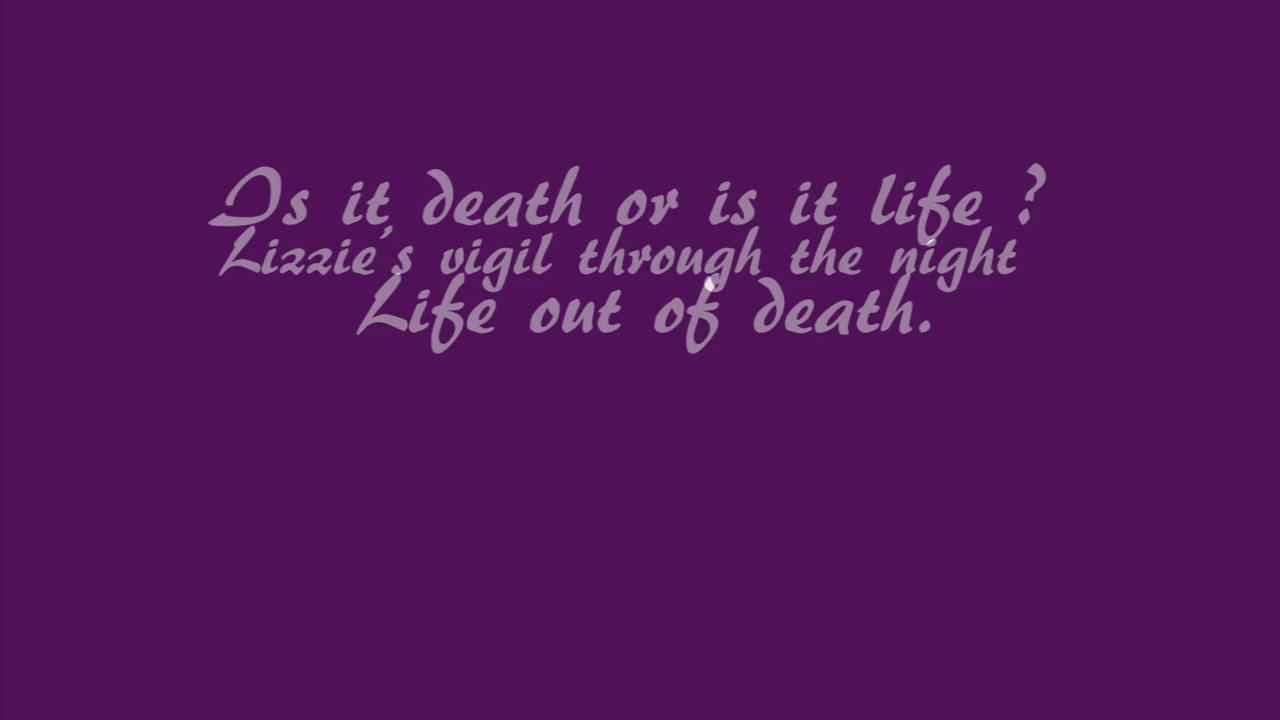 Is it death or is it life ?
Lizzie's vigil through the night
Life out of death.